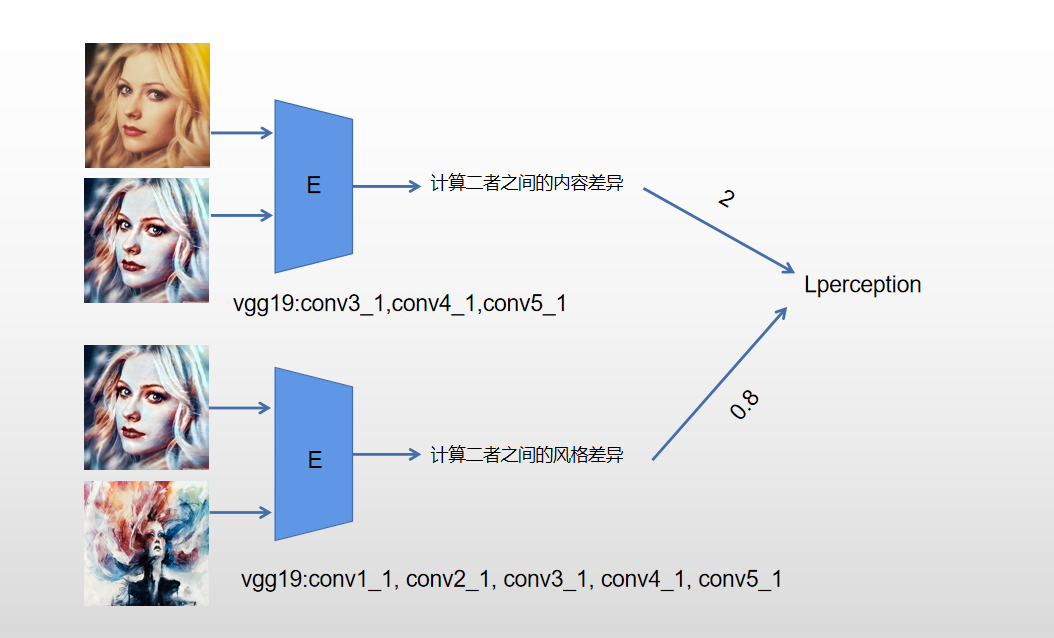 E
计算二者之间的内容差异
2
vgg19:conv3_1,conv4_1,conv5_1
Lperception
0.8
E
计算二者之间的风格差异
vgg19:conv1_1, conv2_1, conv3_1, conv4_1, conv5_1